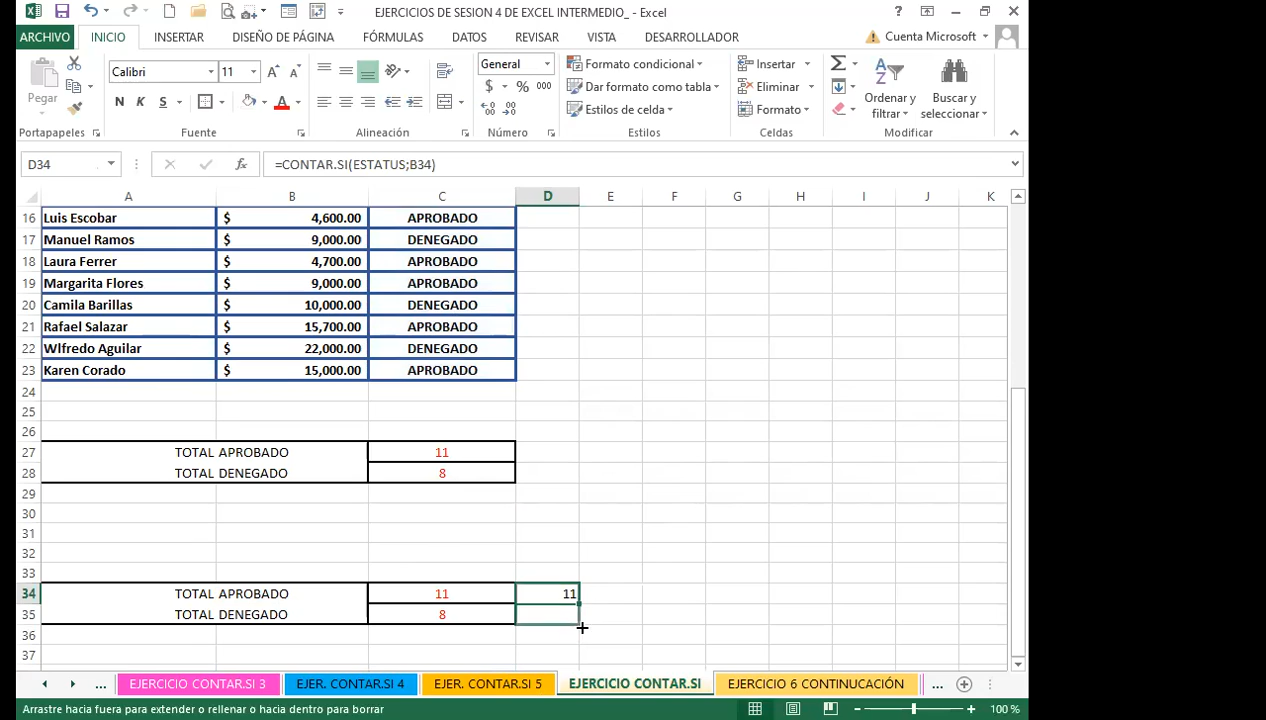 EJERCICIOS DE SESION 4 DE EXCEL INTERMEDIO_ - Excel
ARCHIVO INICIO INSERTAR DISEÑO DE PÁGINA FÓRMULAS DATOS REVISAR VISTA DESARROLLADOR Cuenta Microsoft
Pegar
Calibri 11
N K S
General
$ % 000
Formato condicional
Dar formato como tabla
Estilos de celda
Insertar
Eliminar
Formato
Ordenar y filtrar
Buscar y seleccionar
Portapapeles Fuente Alineación Número Estilos Celdas Modificar
D34 fx =CONTAR.SI(ESTATUS;B34)
A B C D E F G H I J K
16 Luis Escobar $ 4,600.00 APROBADO
17 Manuel Ramos $ 9,000.00 DENEGADO
18 Laura Ferrer $ 4,700.00 APROBADO
19 Margarita Flores $ 9,000.00 APROBADO
20 Camila Barillas $ 10,000.00 DENEGADO
21 Rafael Salazar $ 15,700.00 APROBADO
22 Wlfredo Aguilar $ 22,000.00 DENEGADO
23 Karen Corado $ 15,000.00 APROBADO
24
25
26
27 TOTAL APROBADO 11
28 TOTAL DENEGADO 8
29
30
31
32
33
34 TOTAL APROBADO 11 11
35 TOTAL DENEGADO 8
36
37
... EJERCICIO CONTAR.SI 3 EJER. CONTAR.SI 4 EJER. CONTAR.SI 5 EJERCICIO CONTAR.SI EJERCICIO 6 CONTINUCACIÓN ...
Arrastre hacia fuera para extender o rellenar o hacia dentro para borrar 100 %